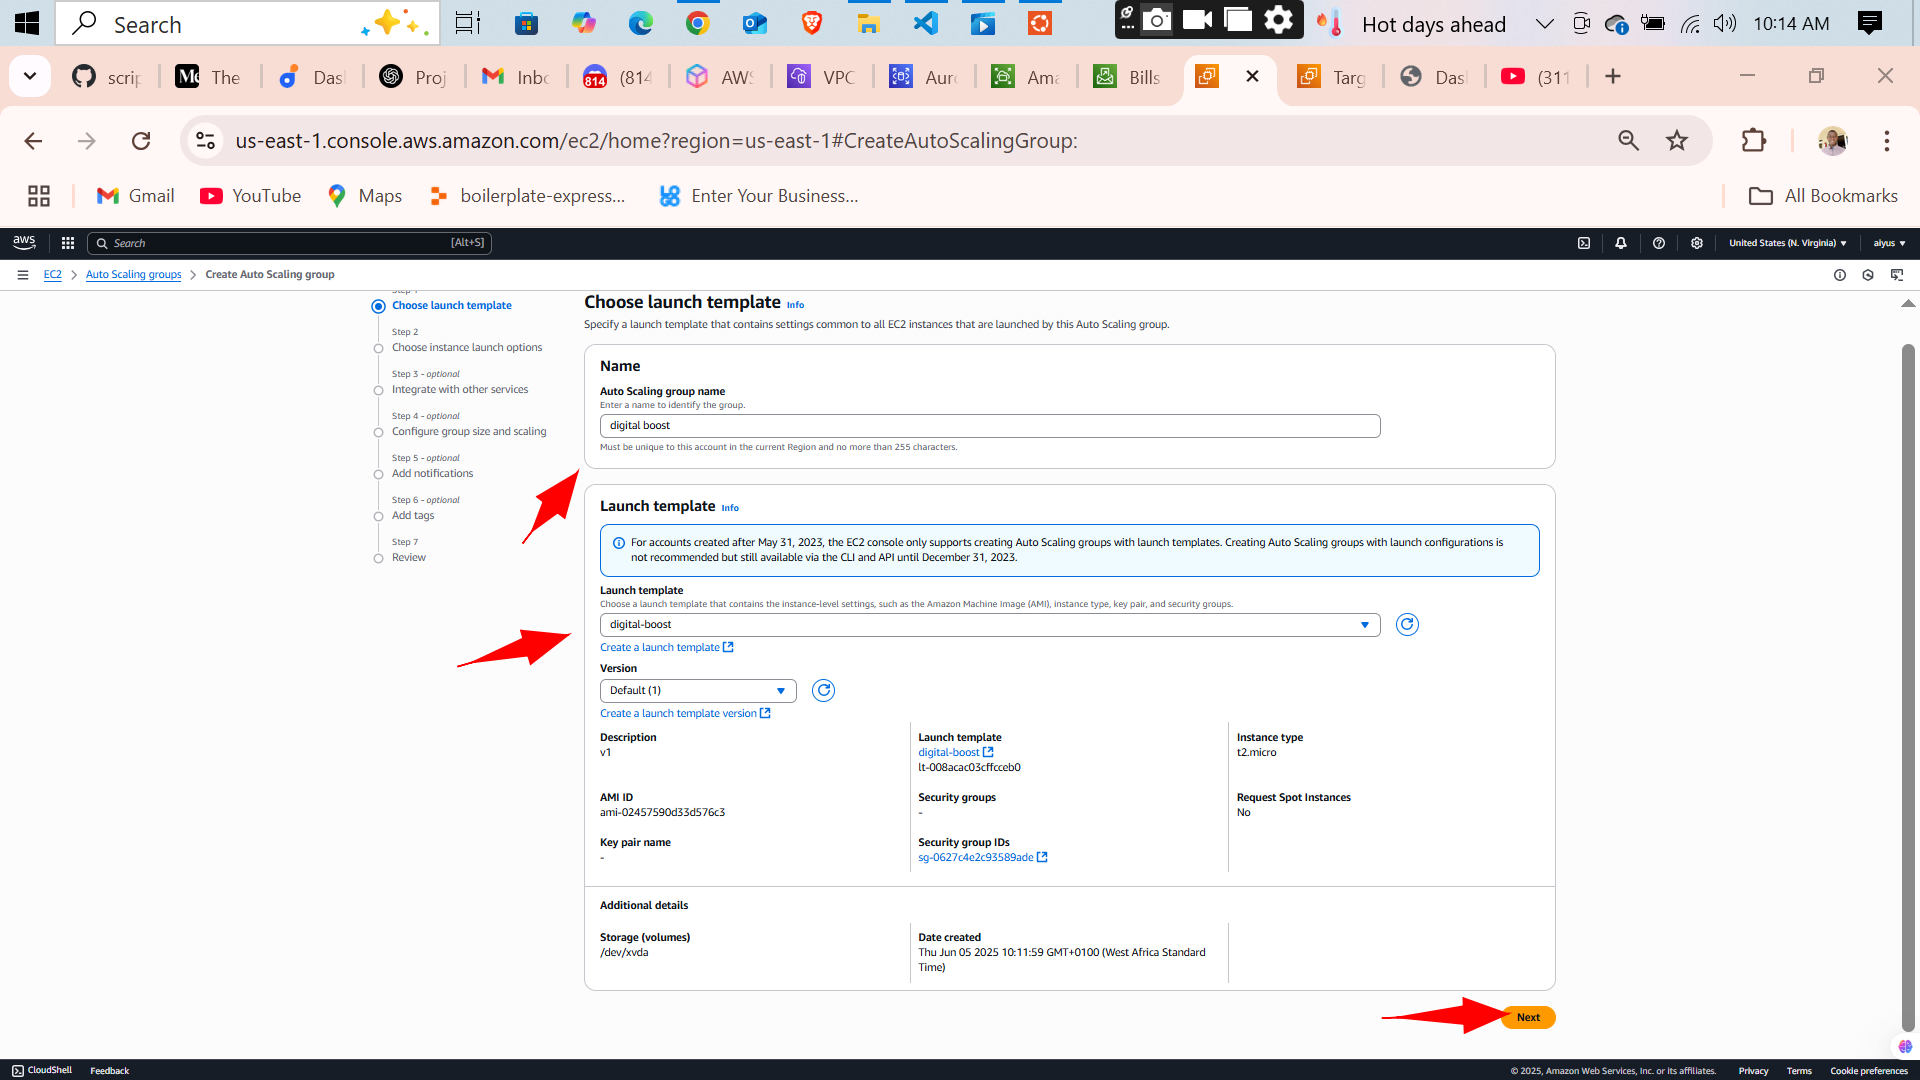 Search
Hot days ahead
10:14 AM
scrip
The
Das
Proj
Inbo
814
(814
AWS
VPC
Auro
Ama
Bills
Targ
Das
(311
us-east-1.console.aws.amazon.com/ec2/home?region=us-east-1#CreateAutoScalingGroup:
Gmail
YouTube
Maps
boilerplate-express...
Enter Your Business...
All Bookmarks
aws
Search
[Alt+S]
United States (N. Virginia)
aiyus
EC2
Auto Scaling groups
Create Auto Scaling group
Choose launch template
Step 2
Choose instance launch options
Step 3 - optional
Integrate with other services
Step 4 - optional
Configure group size and scaling
Step 5 - optional
Add notifications
Step 6 - optional
Add tags
Step 7
Review
Choose launch template Info
Specify a launch template that contains settings common to all EC2 instances that are launched by this Auto Scaling group.
Name
Auto Scaling group name
Enter a name to identify the group.
digital boost
Must be unique to this account in the current Region and no more than 255 characters.
Launch template Info
For accounts created after May 31, 2023, the EC2 console only supports creating Auto Scaling groups with launch templates. Creating Auto Scaling groups with launch configurations is
not recommended but still available via the CLI and API until December 31, 2023.
Launch template
Choose a launch template that contains the instance-level settings, such as the Amazon Machine Image (AMI), instance type, key pair, and security groups.
digital-boost
Create a launch template
Version
Default (1)
Create a launch template version
Description
v1
Launch template
digital-boost
lt-008acac03cffcceb0
Instance type
t2.micro
AMI ID
ami-02457590d33d576c3
Security groups
-
Request Spot Instances
No
Key pair name
-
Security group IDs
sg-0627c4e2c93589ade
Additional details
Storage (volumes)
/dev/xvda
Date created
Thu Jun 05 2025 10:11:59 GMT+0100 (West Africa Standard
Time)
Next
CloudShell
Feedback
© 2025, Amazon Web Services, Inc. or its affiliates.
Privacy
Terms
Cookie preferences